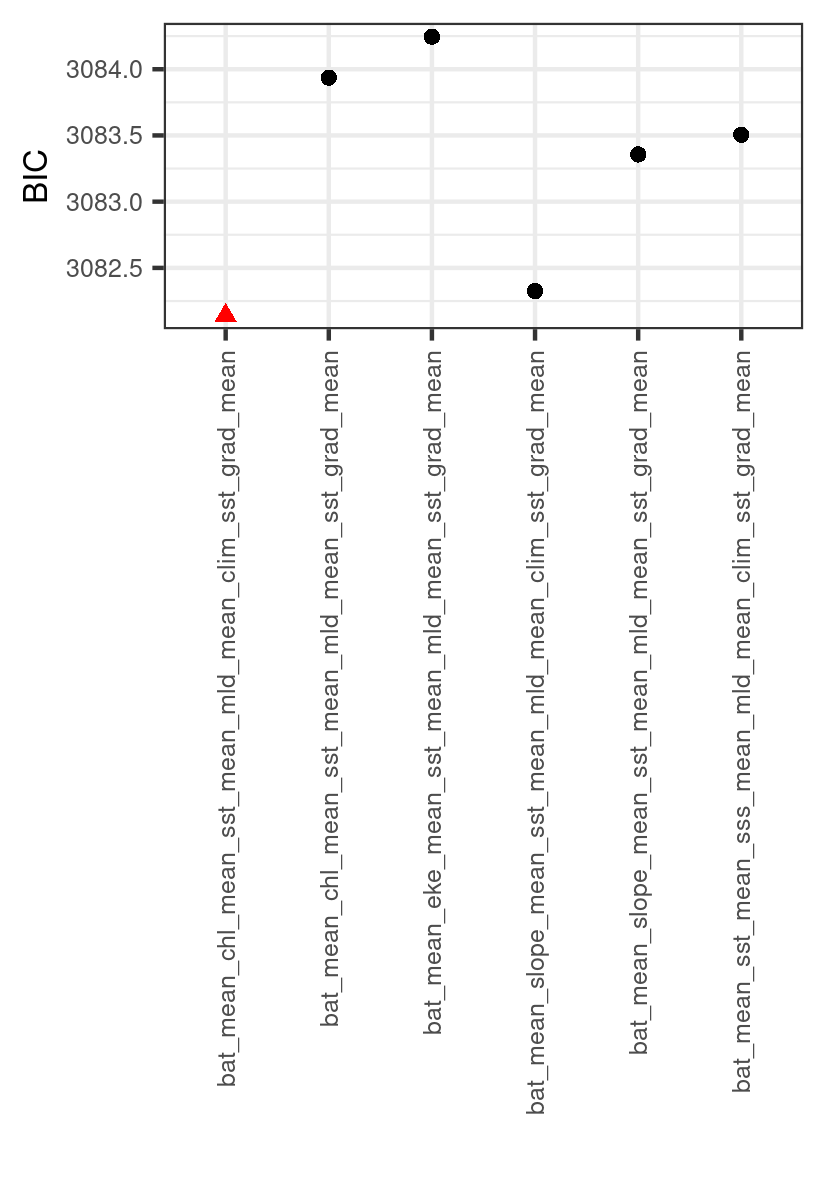 BIC
3084.0
3083.5
3083.0
3082.5
bat_mean_chl_mean_sst_mean_mld_mean_clim_sst_grad_mean
bat_mean_chl_mean_sst_mean_mld_mean_sst_grad_mean
bat_mean_eke_mean_sst_mean_mld_mean_sst_grad_mean
bat_mean_slope_mean_sst_mean_mld_mean_clim_sst_grad_mean
bat_mean_slope_mean_sst_mean_mld_mean_sst_grad_mean
bat_mean_sst_mean_sss_mean_mld_mean_clim_sst_grad_mean